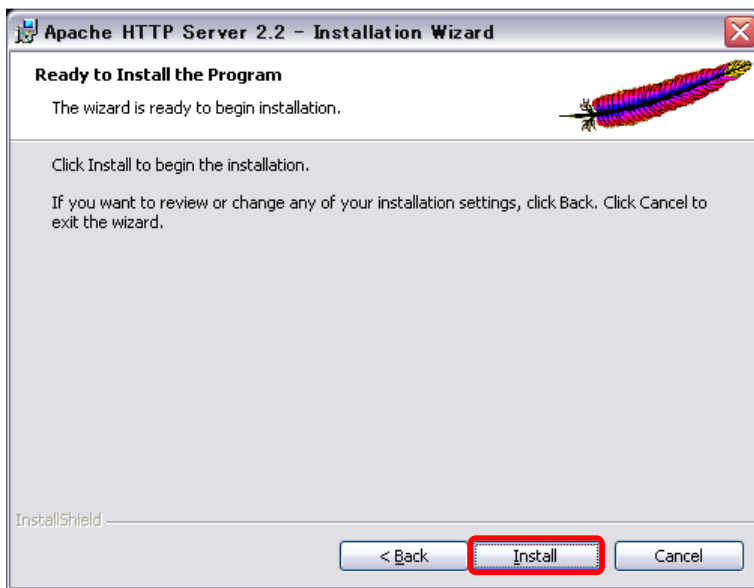 Apache HTTP Server 2.2 - Installation Wizard
Ready to Install the Program
The wizard is ready to begin installation.
Click Install to begin the installation.
If you want to review or change any of your installation settings, click Back. Click Cancel to
exit the wizard.
InstallShield
< Back Install Cancel